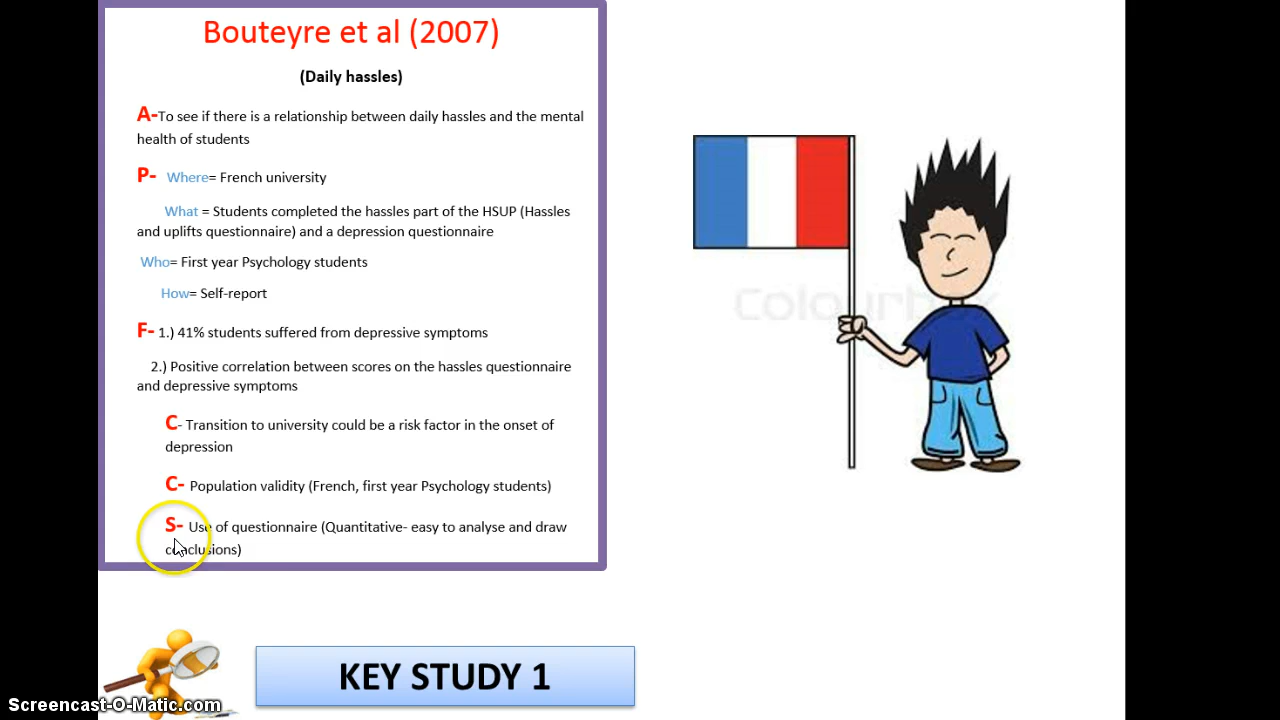 Bouteyre et al (2007)
(Daily hassles)
A-To see if there is a relationship between daily hassles and the mental
health of students
P- Where= French university
What = Students completed the hassles part of the HSUP (Hassles
and uplifts questionnaire) and a depression questionnaire
Who= First year Psychology students
How= Self-report
F- 1.) 41% students suffered from depressive symptoms
2.) Positive correlation between scores on the hassles questionnaire
and depressive symptoms
C- Transition to university could be a risk factor in the onset of
depression
C- Population validity (French, first year Psychology students)
S- Use of questionnaire (Quantitative- easy to analyse and draw
conclusions)
colourbox
KEY STUDY 1
Screencast-O-Matic.com